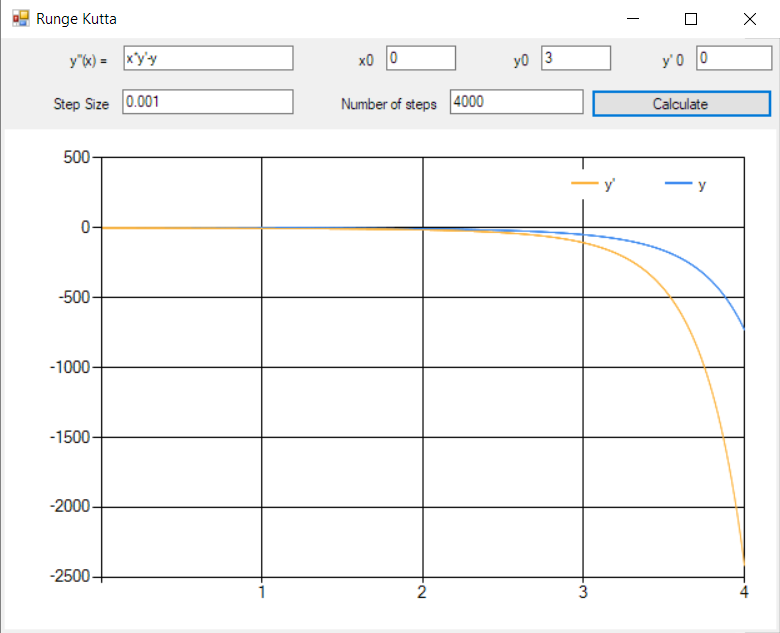 Runge Kutta
y''(x) = x*y'-y x0 0 y0 3 y' 0 0
Step Size 0.001 Number of steps 4000 Calculate
500
y' y
0
-500
-1000
-1500
-2000
-2500
1 2 3 4